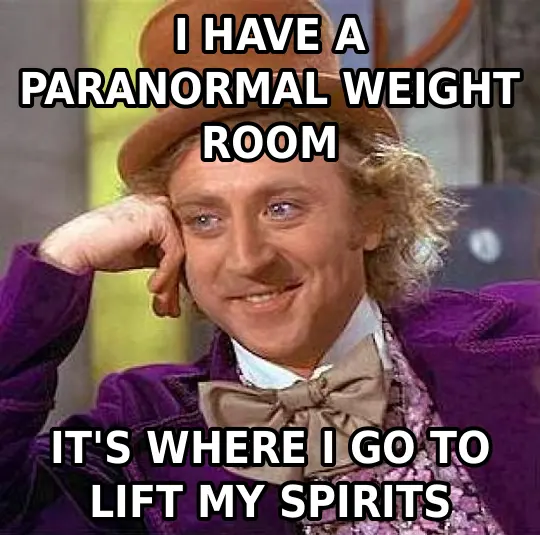 I HAVE A
PARANORMAL WEIGHT
ROOM
IT'S WHERE I GO TO
LIFT MY SPIRITS